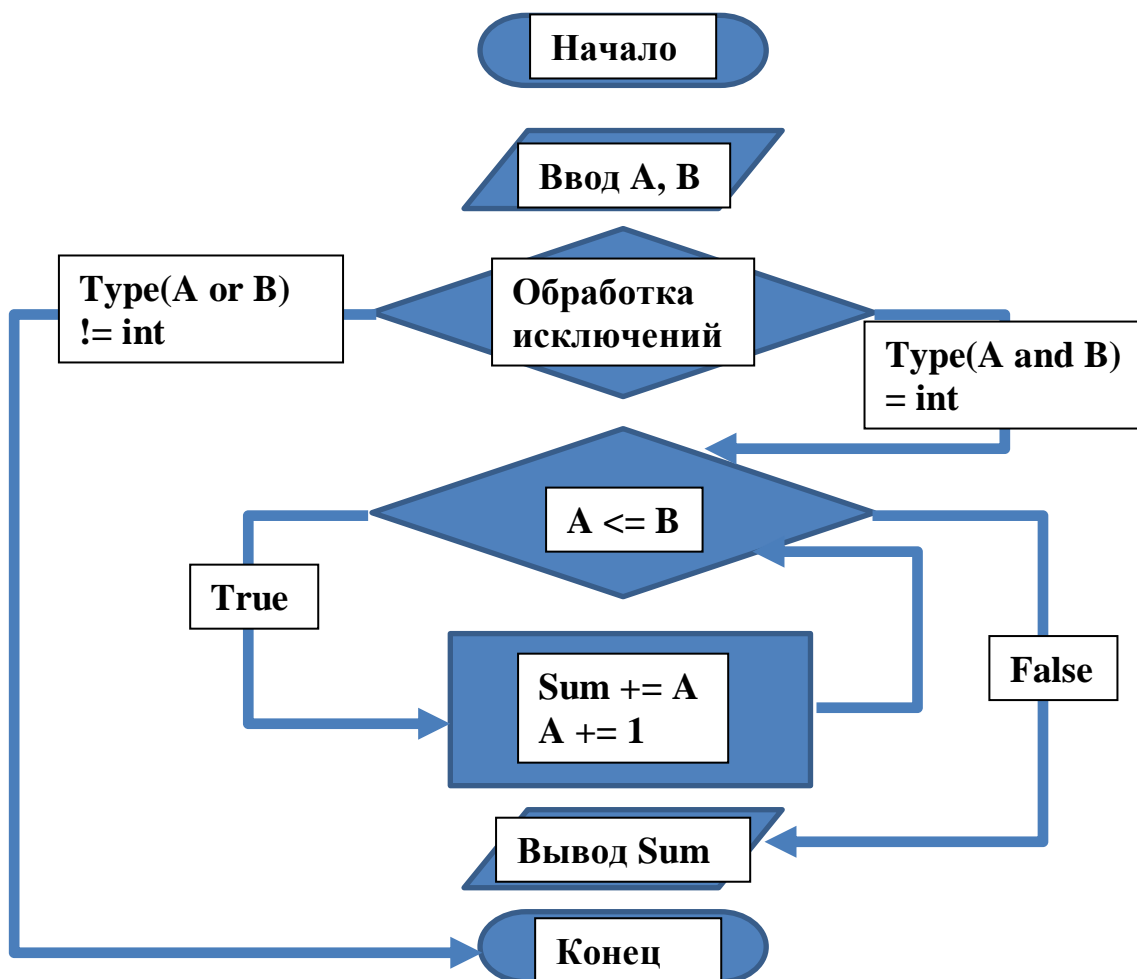 Начало
Ввод A, B
Type(A or B)
!= int
Обработка
исключений
Type(A and B)
= int
A <= B
True
False
Sum += A
A += 1
Вывод Sum
Конец